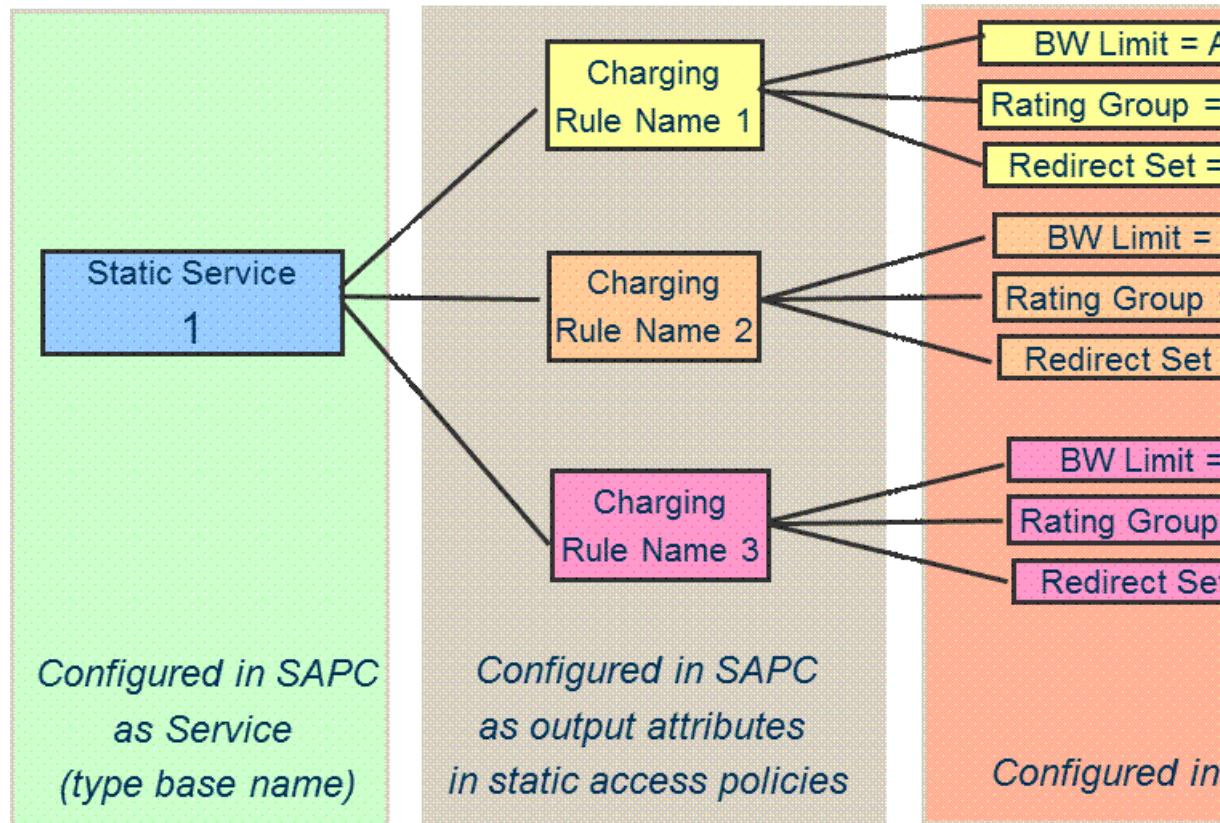 Static Service
1
Configured in SAPC
as Service
(type base name)
Charging
Rule Name 1
Charging
Rule Name 2
Charging
Rule Name 3
Configured in SAPC
as output attributes
in static access policies
BW Limit = A
Rating Group =
Redirect Set =
BW Limit =
Rating Group
Redirect Set
BW Limit =
Rating Group
Redirect Set
Configured in